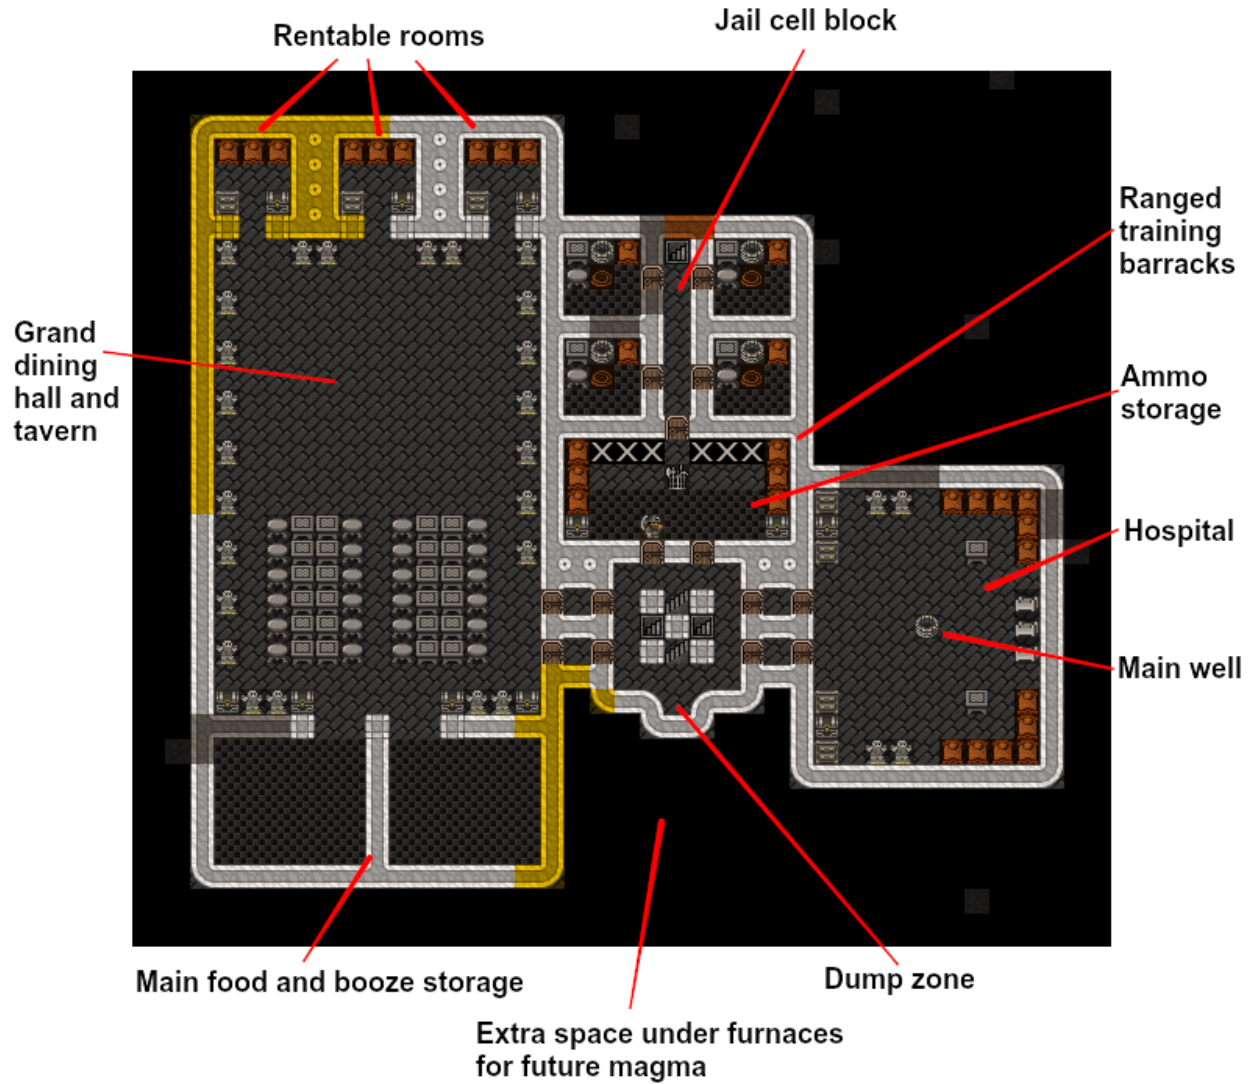 Jail cell block
Rentable rooms
Ranged
training
barracks
Grand
dining
hall and
tavern
Ammo
storage
Hospital
Main well
Main food and booze storage
Dump zone
Extra space under furnaces
for future magma